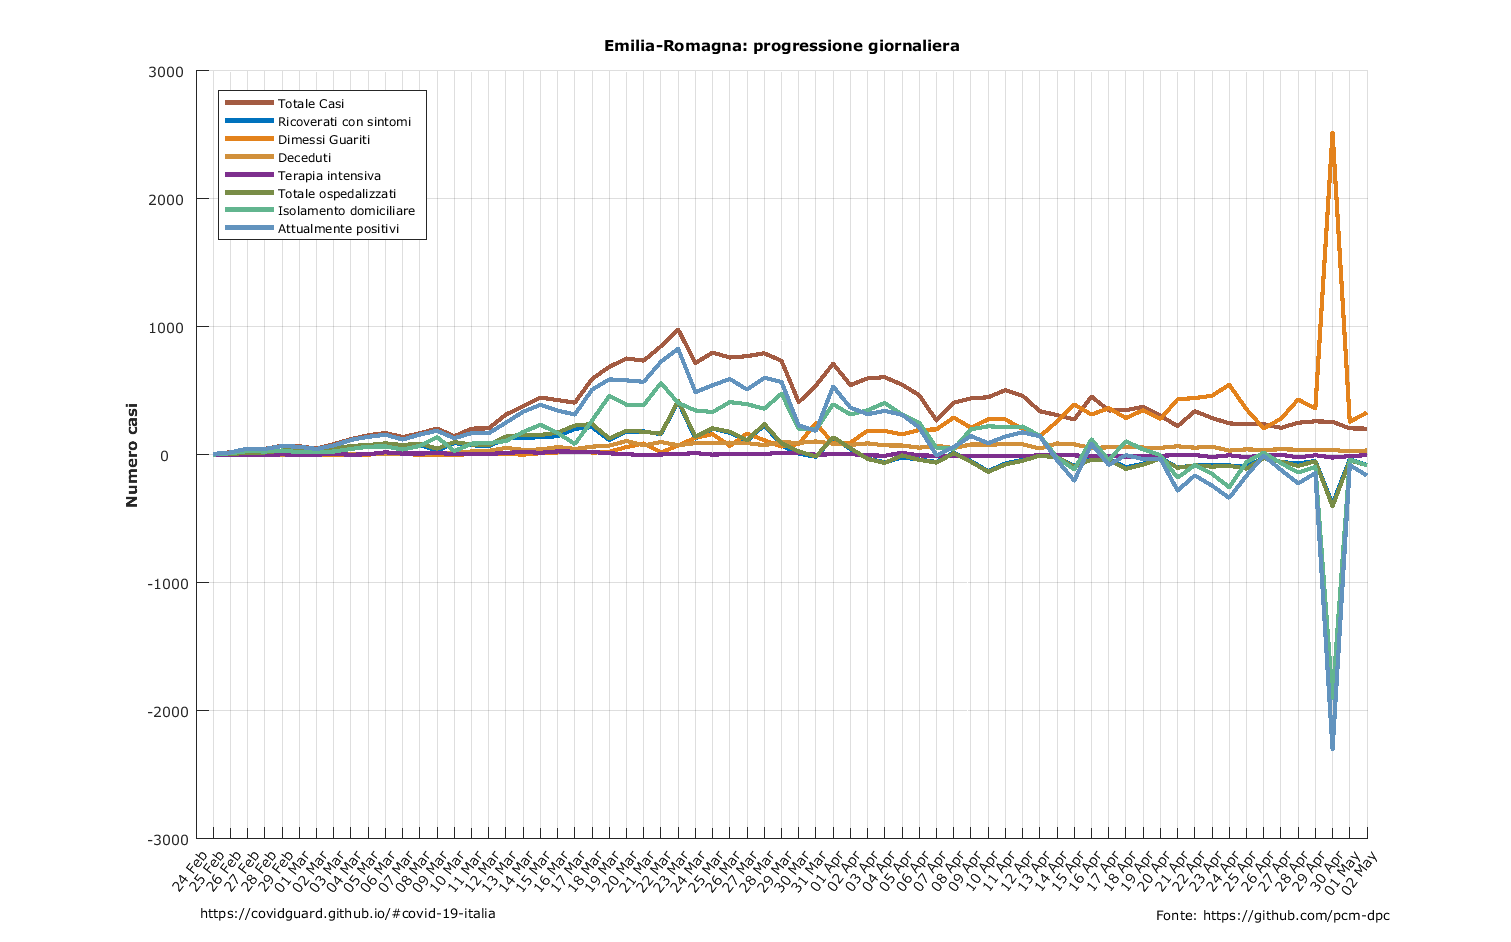 Emilia-Romagna: progressione giornaliera
3000
2000
1000
0
-1000
-2000
-3000
Numero casi
Totale Casi
Ricoverati con sintomi
Dimessi Guariti
Deceduti
Terapia intensiva
Totale ospedalizzati
Isolamento domiciliare
Attualmente positivi
24 Feb
25 Feb
26 Feb
27 Feb
28 Feb
29 Feb
01 Mar
02 Mar
03 Mar
04 Mar
05 Mar
06 Mar
07 Mar
08 Mar
09 Mar
10 Mar
11 Mar
12 Mar
13 Mar
14 Mar
15 Mar
16 Mar
17 Mar
18 Mar
19 Mar
20 Mar
21 Mar
22 Mar
23 Mar
24 Mar
25 Mar
26 Mar
27 Mar
28 Mar
29 Mar
30 Mar
31 Mar
01 Apr
02 Apr
03 Apr
04 Apr
05 Apr
06 Apr
07 Apr
08 Apr
09 Apr
10 Apr
11 Apr
12 Apr
13 Apr
14 Apr
15 Apr
16 Apr
17 Apr
18 Apr
19 Apr
20 Apr
21 Apr
22 Apr
23 Apr
24 Apr
25 Apr
26 Apr
27 Apr
28 Apr
29 Apr
30 Apr
01 May
02 May
https://covidguard.github.io/#covid-19-italia
Fonte: https://github.com/pcm-dpc